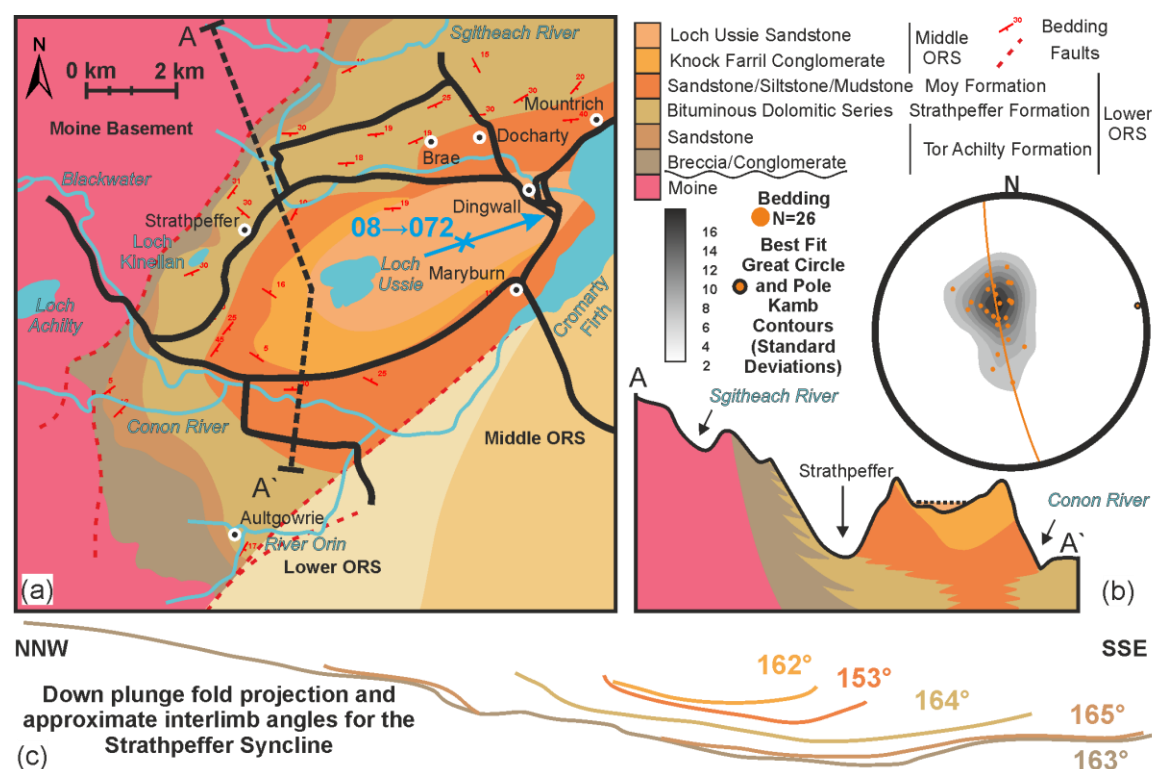 A
N
0 km 2 km
Moine Basement
Sgitheach River
Mountrich
Docharty
Brae
Blackwater
Strathpeffer
Loch
Kinellan
Dingwall
08→072
Loch
Ussie
Maryburn
Loch
Achilty
Cromarty
Firth
Conon River
Middle ORS
A`
Aultgowrie
River Orin
Lower ORS
(a)
Loch Ussie Sandstone
Knock Farril Conglomerate
Middle
ORS
30
Bedding
Faults
Sandstone/Siltstone/Mudstone
Moy Formation
Bituminous Dolomitic Series
Strathpeffer Formation
Sandstone
Breccia/Conglomerate
Tor Achilty Formation
Lower
ORS
Moine
16
14
12
10
8
6
4
2
Bedding
N=26
Best Fit
Great Circle
and Pole
Kamb
Contours
(Standard
Deviations)
N
A
Sgitheach River
Strathpeffer
Conon River
A`
(b)
NNW
SSE
162°
153°
164°
165°
163°
Down plunge fold projection and
approximate interlimb angles for the
Strathpeffer Syncline
(c)